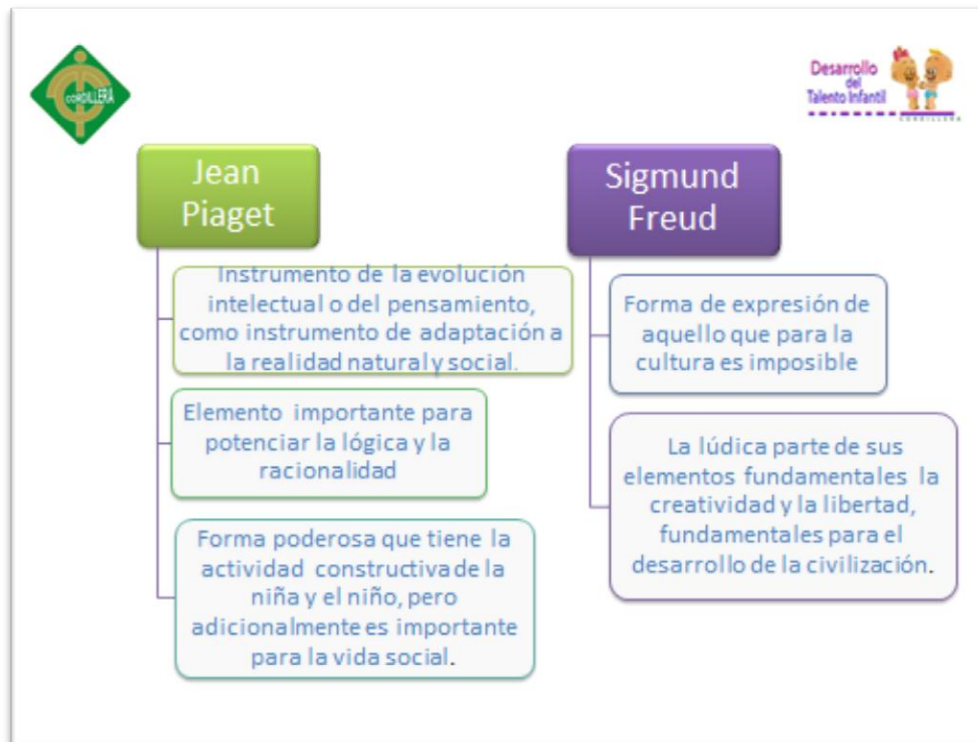 CORDILLERA
Desarrollo
del
Talento Infantil
CORDILLERA
Jean
Piaget
Instrumento de la evolución
intelectual o del pensamiento,
como instrumento de adaptación a
la realidad natural y social.
Elemento importante para
potenciar la lógica y la
racionalidad
Forma poderosa que tiene la
actividad constructiva de la
niña y el niño, pero
adicionalmente es importante
para la vida social.
Sigmund
Freud
Forma de expresión de
aquello que para la
cultura es imposible
La lúdica parte de sus
elementos fundamentales la
creatividad y la libertad,
fundamentales para el
desarrollo de la civilización.